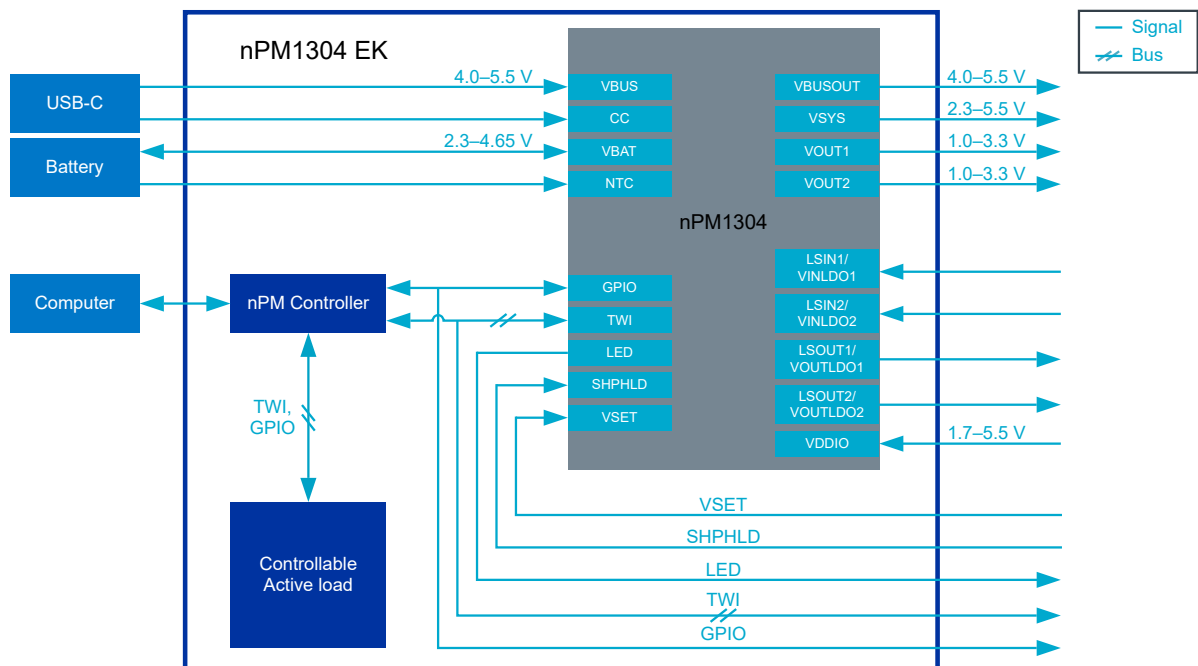 nPM1304 EK
Signal
Bus
USB-C
Battery
Computer
4.0–5.5 V
2.3–4.65 V
VBUS
CC
VBAT
NTC
nPM1304
VBUSOUT
VSYS
VOUT1
VOUT2
4.0–5.5 V
2.3–5.5 V
1.0–3.3 V
1.0–3.3 V
nPM Controller
GPIO
TWI
LED
SHPHLD
VSET
LSIN1/
VINLDO1
LSIN2/
VINLDO2
LSOUT1/
VOUTLDO1
LSOUT2/
VOUTLDO2
VDDIO
1.7–5.5 V
TWI,
GPIO
Controllable
Active load
VSET
SHPHLD
LED
TWI
GPIO